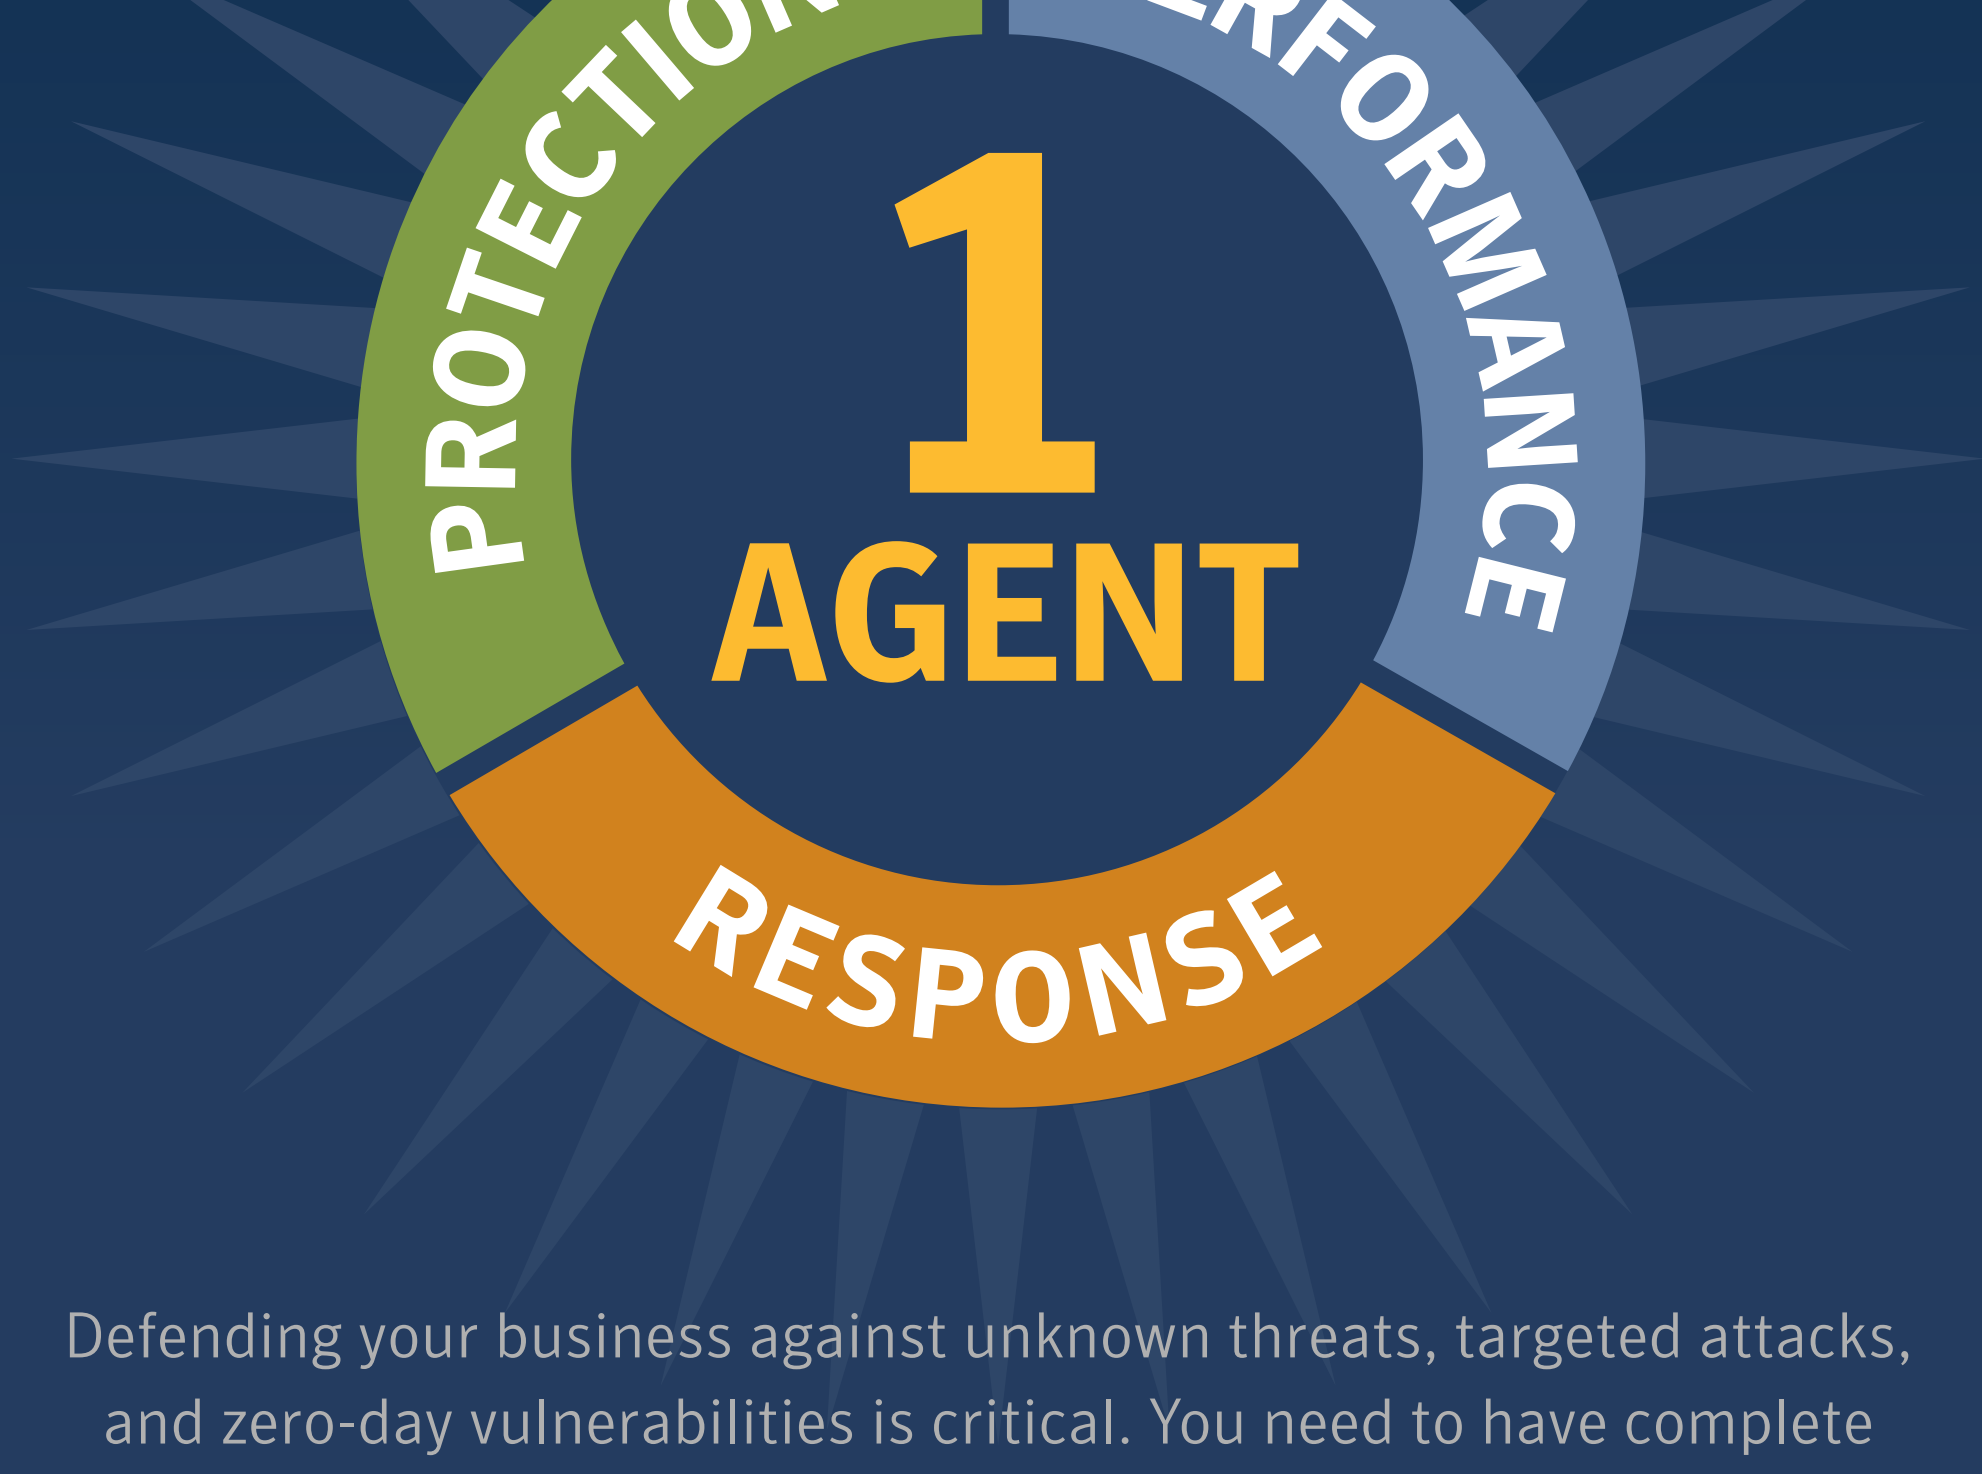 PROTECTION
ERFORMANCE
1
AGENT
RESPONSE
Defending your business against unknown threats, targeted attacks,
and zero-day vulnerabilities is critical. You need to have complete